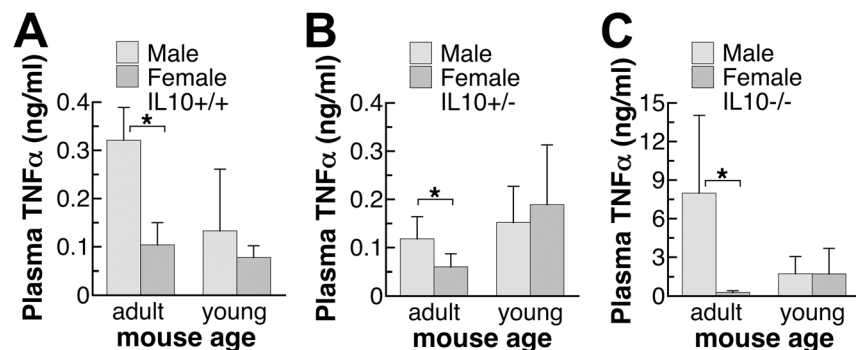 A
Male
Female
IL10+/+
Plasma TNFα (ng/ml)
0.4
0.3
0.2
0.1
0
*
adult young
mouse age
B
Male
Female
IL10+/-
Plasma TNFα (ng/ml)
0.4
0.3
0.2
0.1
0
*
adult young
mouse age
C
Male
Female
IL10-/-
Plasma TNFα (ng/ml)
15
12
9
6
3
0
*
adult young
mouse age